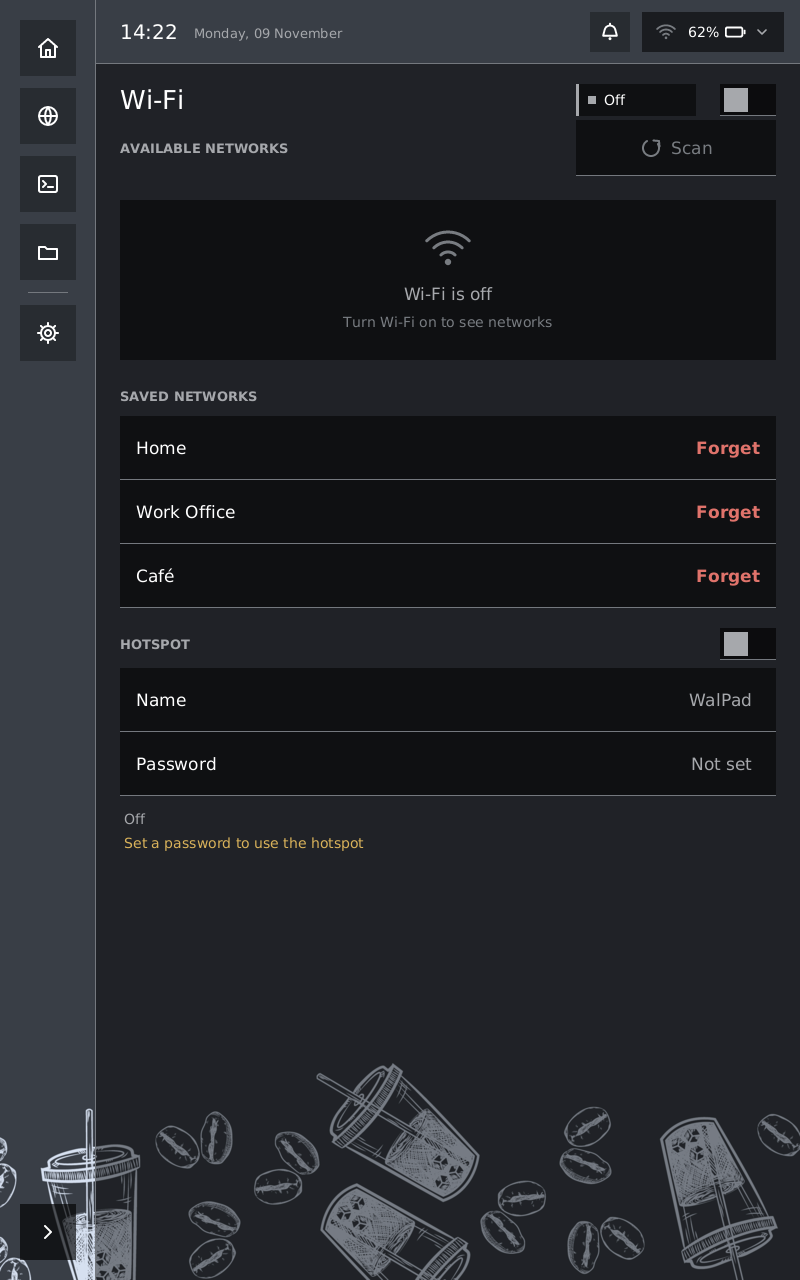 14:22 Monday, 09 November 62%
Wi-Fi Off
AVAILABLE NETWORKS Scan
Wi-Fi is off
Turn Wi-Fi on to see networks
SAVED NETWORKS
Home Forget
Work Office Forget
Café Forget
HOTSPOT
Name WalPad
Password Not set
Off
Set a password to use the hotspot